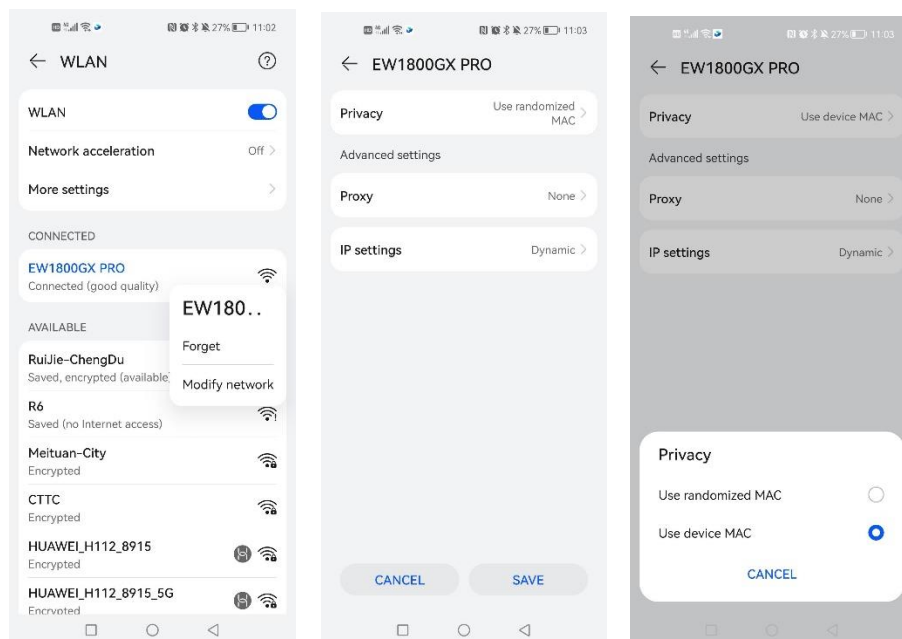 27% 11:02
WLAN
WLAN
Network acceleration Off
More settings
CONNECTED
EW1800GX PRO
Connected (good quality)
EW180..
Forget
Modify network
AVAILABLE
RuiJie-ChengDu
Saved, encrypted (available
R6
Saved (no Internet access)
Meituan-City
Encrypted
CTTC
Encrypted
HUAWEI_H112_8915
Encrypted
HUAWEI_H112_8915_5G
Encrypted
27% 11:03
EW1800GX PRO
Privacy Use randomized
MAC
Advanced settings
Proxy None
IP settings Dynamic
CANCEL SAVE
27% 11:03
EW1800GX PRO
Privacy Use device MAC
Advanced settings
Proxy None
IP settings Dynamic
Privacy
Use randomized MAC
Use device MAC
CANCEL